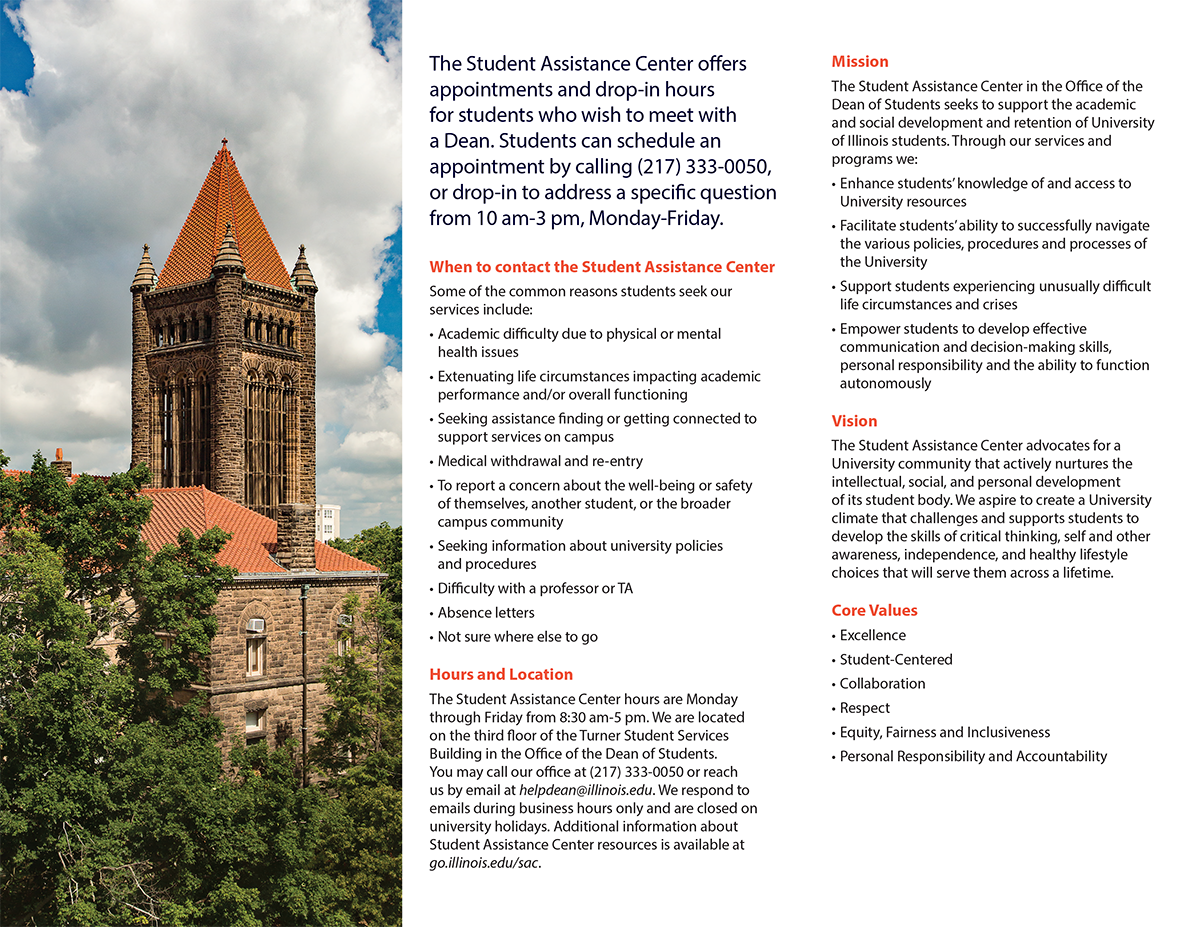 The Student Assistance Center offers
appointments and drop-in hours
for students who wish to meet with
a Dean. Students can schedule an
appointment by calling (217) 333-0050,
or drop-in to address a specific question
from 10 am-3 pm, Monday-Friday.
When to contact the Student Assistance Center
Some of the common reasons students seek our
services include:
• Academic difficulty due to physical or mental
health issues
• Extenuating life circumstances impacting academic
performance and/or overall functioning
• Seeking assistance finding or getting connected to
support services on campus
• Medical withdrawal and re-entry
• To report a concern about the well-being or safety
of themselves, another student, or the broader
campus community
• Seeking information about university policies
and procedures
• Difficulty with a professor or TA
• Absence letters
• Not sure where else to go
Hours and Location
The Student Assistance Center hours are Monday
through Friday from 8:30 am-5 pm. We are located
on the third floor of the Turner Student Services
Building in the Office of the Dean of Students.
You may call our office at (217) 333-0050 or reach
us by email at helpdean@illinois.edu. We respond to
emails during business hours only and are closed on
university holidays. Additional information about
Student Assistance Center resources is available at
go.illinois.edu/sac.
Mission
The Student Assistance Center in the Office of the
Dean of Students seeks to support the academic
and social development and retention of University
of Illinois students. Through our services and
programs we:
• Enhance students' knowledge of and access to
University resources
• Facilitate students' ability to successfully navigate
the various policies, procedures and processes of
the University
• Support students experiencing unusually difficult
life circumstances and crises
• Empower students to develop effective
communication and decision-making skills,
personal responsibility and the ability to function
autonomously
Vision
The Student Assistance Center advocates for a
University community that actively nurtures the
intellectual, social, and personal development
of its student body. We aspire to create a University
climate that challenges and supports students to
develop the skills of critical thinking, self and other
awareness, independence, and healthy lifestyle
choices that will serve them across a lifetime.
Core Values
• Excellence
• Student-Centered
• Collaboration
• Respect
• Equity, Fairness and Inclusiveness
• Personal Responsibility and Accountability